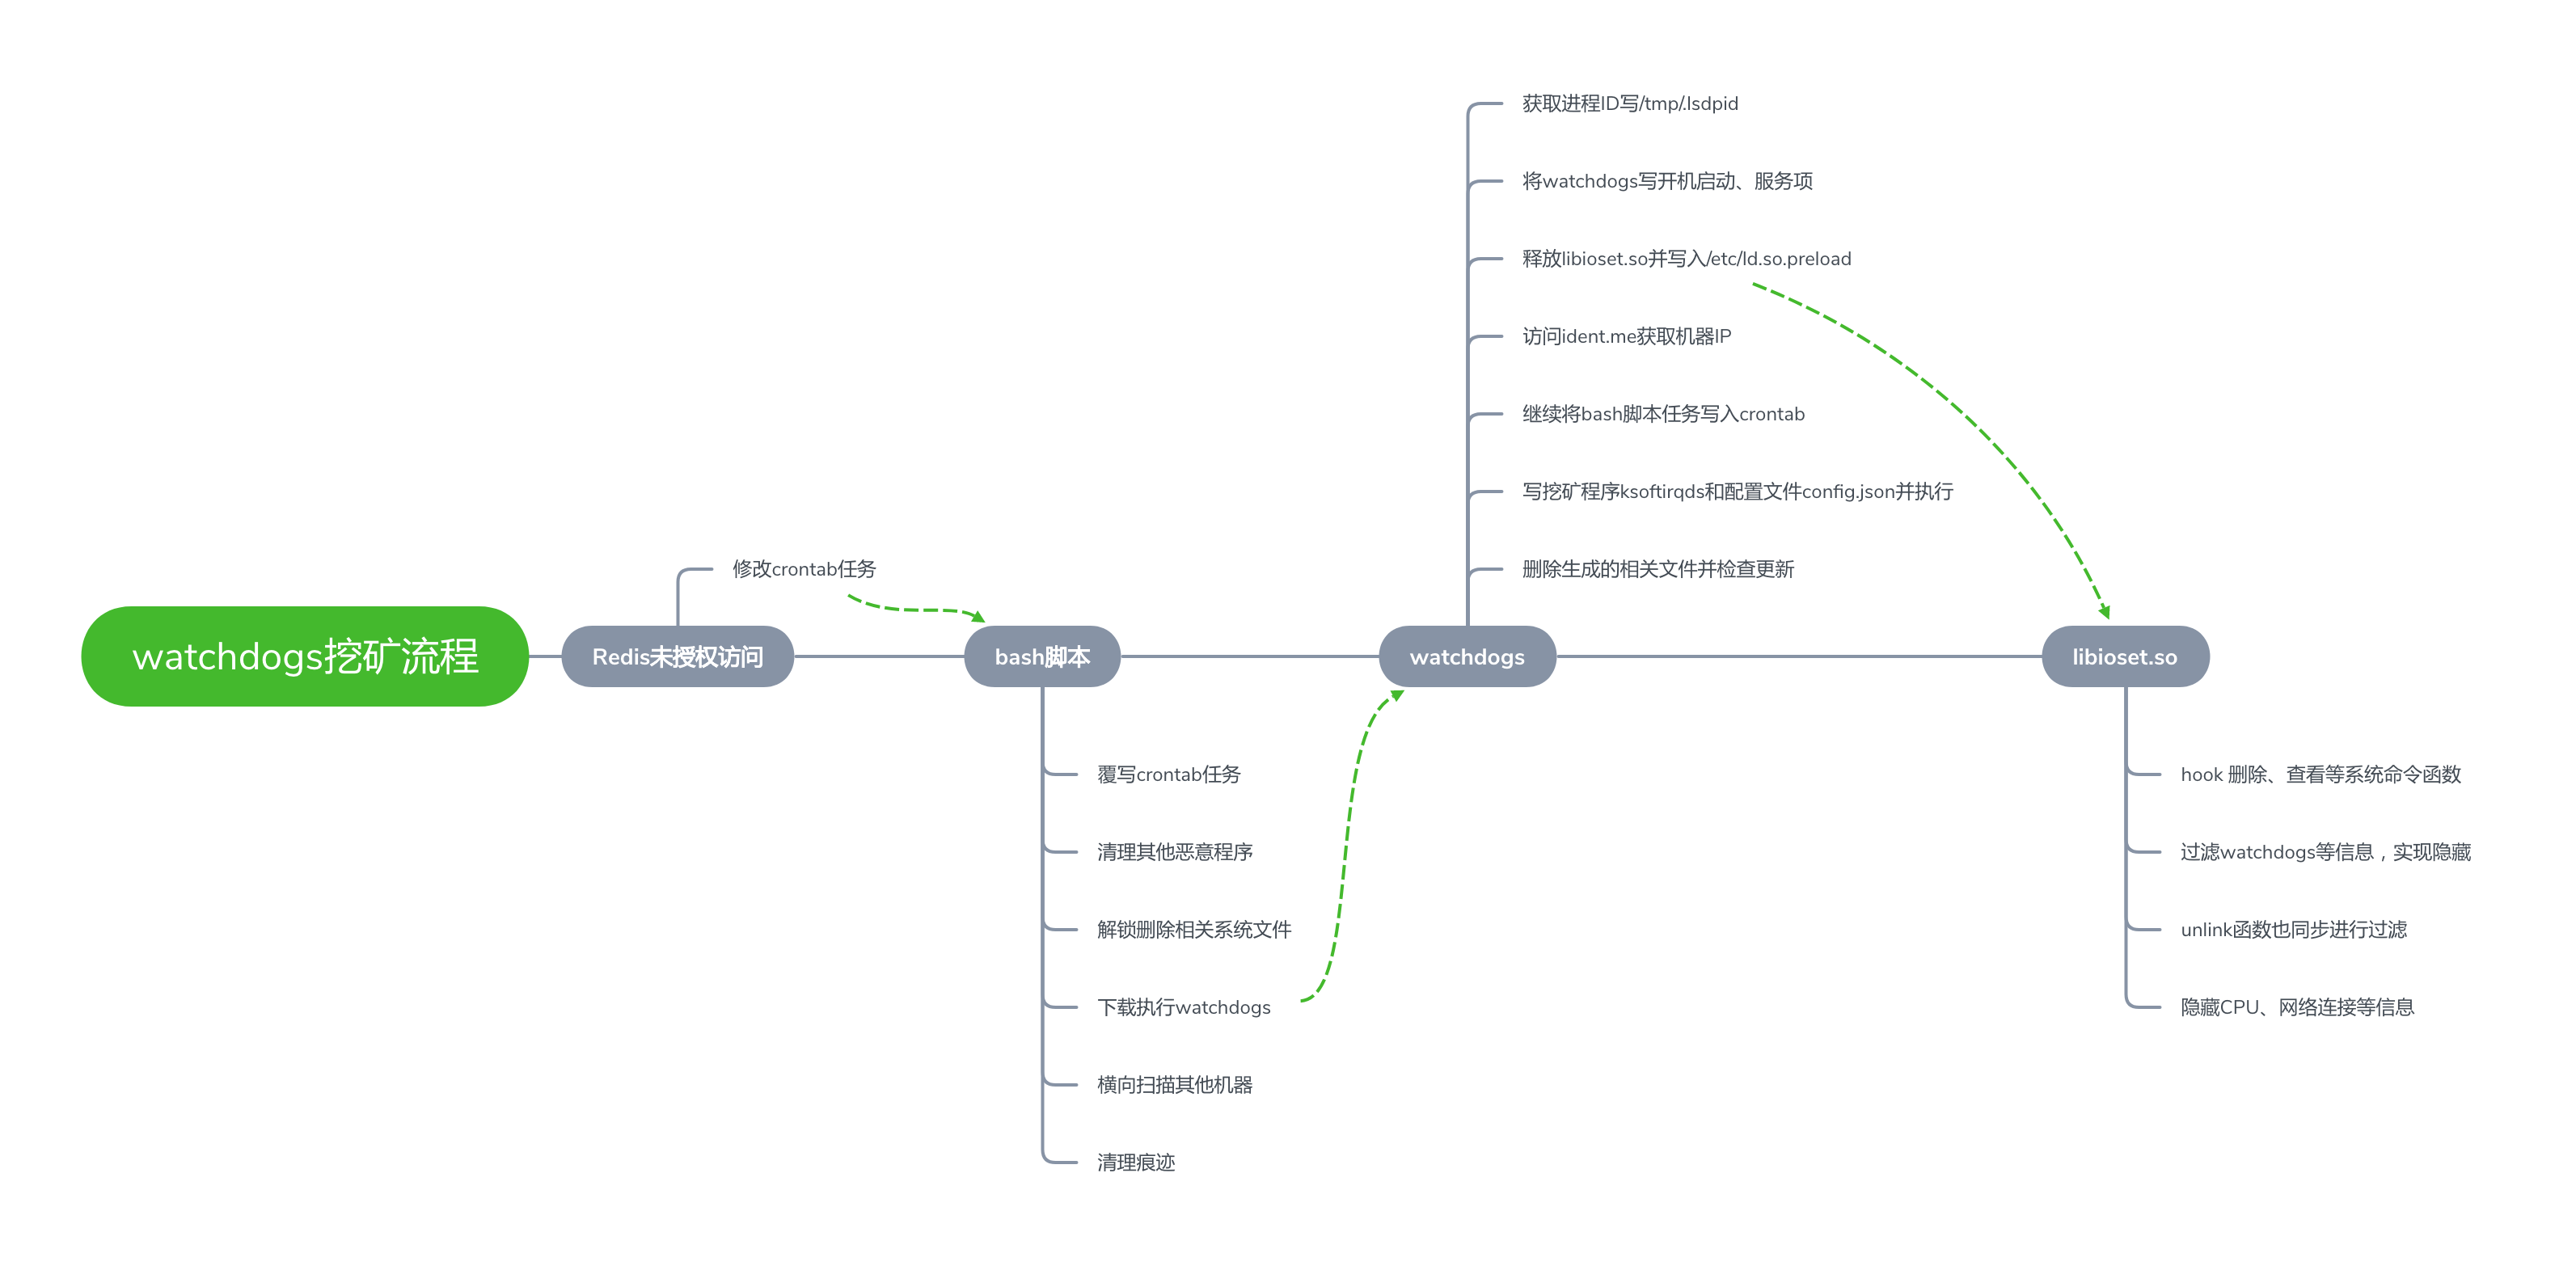 watchdogs挖矿流程
Redis未授权访问
修改crontab任务
bash脚本
覆写crontab任务
清理其他恶意程序
解锁删除相关系统文件
下载执行watchdogs
横向扫描其他机器
清理痕迹
watchdogs
获取进程ID写/tmp/.lsdpid
将watchdogs写开机启动、服务项
释放libioset.so并写入/etc/ld.so.preload
访问ident.me获取机器IP
继续将bash脚本任务写入crontab
写挖矿程序ksoftirqds和配置文件config.json并执行
删除生成的相关文件并检查更新
libioset.so
hook 删除、查看等系统命令函数
过滤watchdogs等信息，实现隐藏
unlink函数也同步进行过滤
隐藏CPU、网络连接等信息